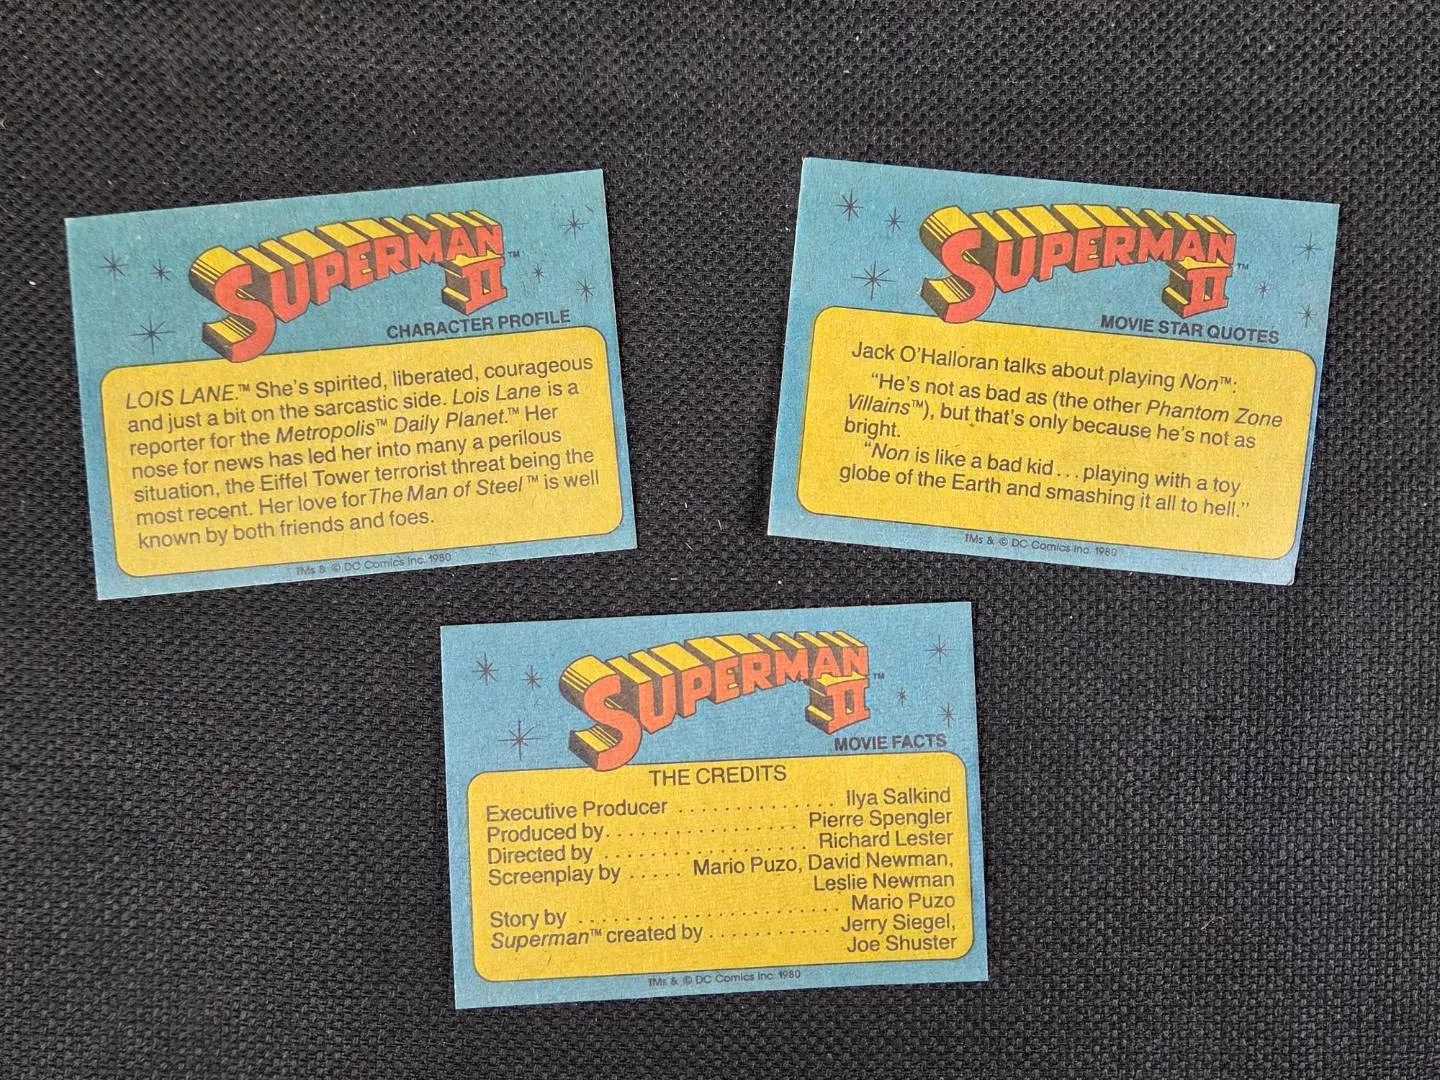 SUPERMAN II™
CHARACTER PROFILE
LOIS LANE.™ She's spirited, liberated, courageous
and just a bit on the sarcastic side. Lois Lane is a
reporter for the Metropolis™ Daily Planet.™ Her
nose for news has led her into many a perilous
situation, the Eiffel Tower terrorist threat being the
most recent. Her love for The Man of Steel™ is well
known by both friends and foes.
TMs & © DC Comics Inc. 1980
SUPERMAN II™
MOVIE STAR QUOTES
Jack O'Halloran talks about playing Non™:
"He's not as bad as (the other Phantom Zone
Villains™), but that's only because he's not as
bright.
"Non is like a bad kid...playing with a toy
globe of the Earth and smashing it all to hell."
TMs & © DC Comics Inc. 1980
SUPERMAN II™
MOVIE FACTS
THE CREDITS
Executive Producer . . . . . . . . . . . . . . . Ilya Salkind
Produced by. . . . . . . . . . . . . . . . . . Pierre Spengler
Directed by . . . . . . . . . . . . . . . . . . . Richard Lester
Screenplay by . . . . . Mario Puzo, David Newman,
Leslie Newman
Story by . . . . . . . . . . . . . . . . . . . . . . . . Mario Puzo
Superman™ created by . . . . . . . . . . . Jerry Siegel,
Joe Shuster
TMs & © DC Comics Inc. 1980